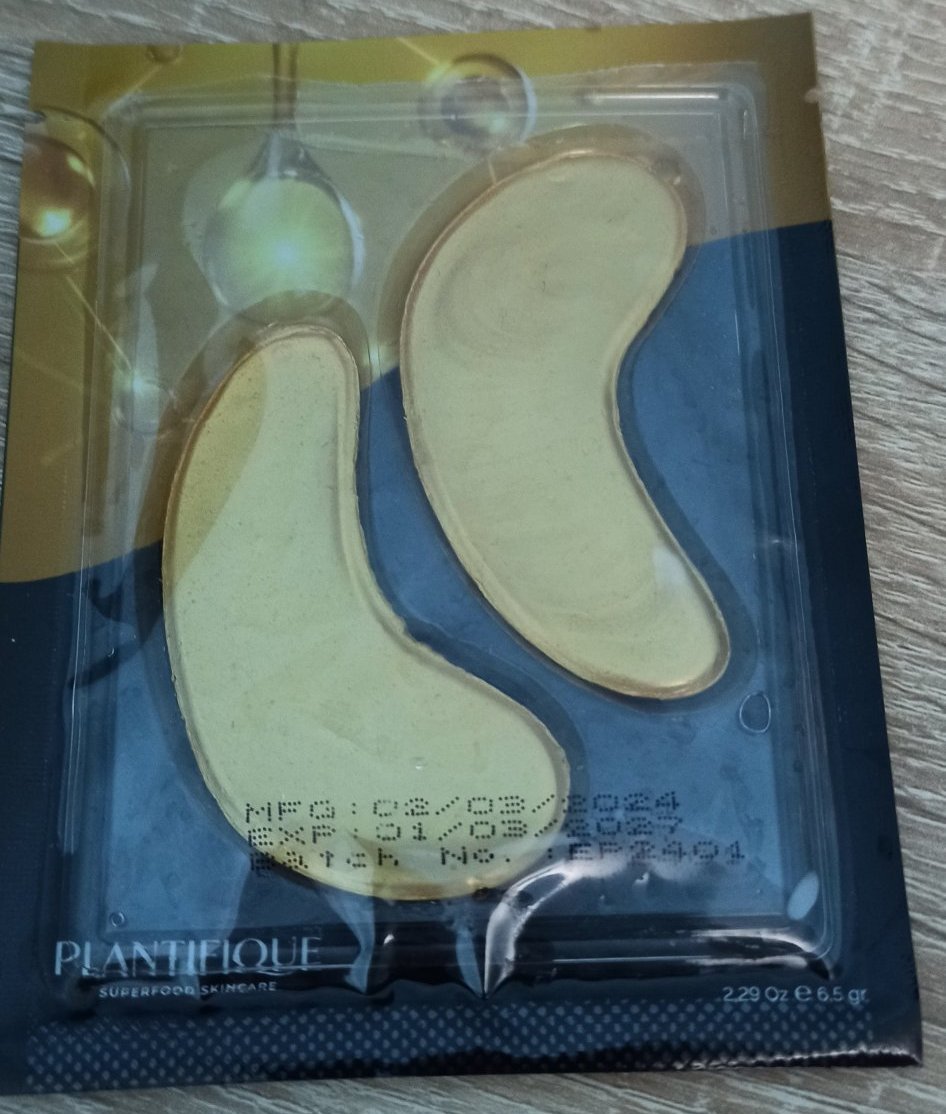 MFG: 02/03/2024
EXP: 01/03/2027
Batch No. :EP2401
PLANTIFIQUE
SUPERFOOD SKINCARE
2.29 Oz e 6.5 gr.